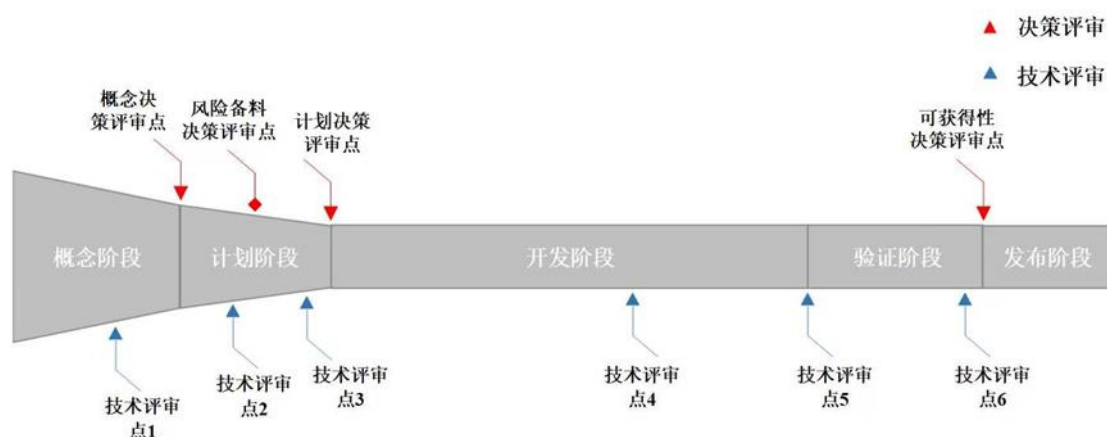 决策评审
技术评审
概念决
策评审点
风险备料
决策评审点
计划决策
评审点
可获得性
决策评审点
概念阶段
计划阶段
开发阶段
验证阶段
发布阶段
技术评审
点1
技术评审
点2
技术评审
点3
技术评审
点4
技术评审
点5
技术评审
点6